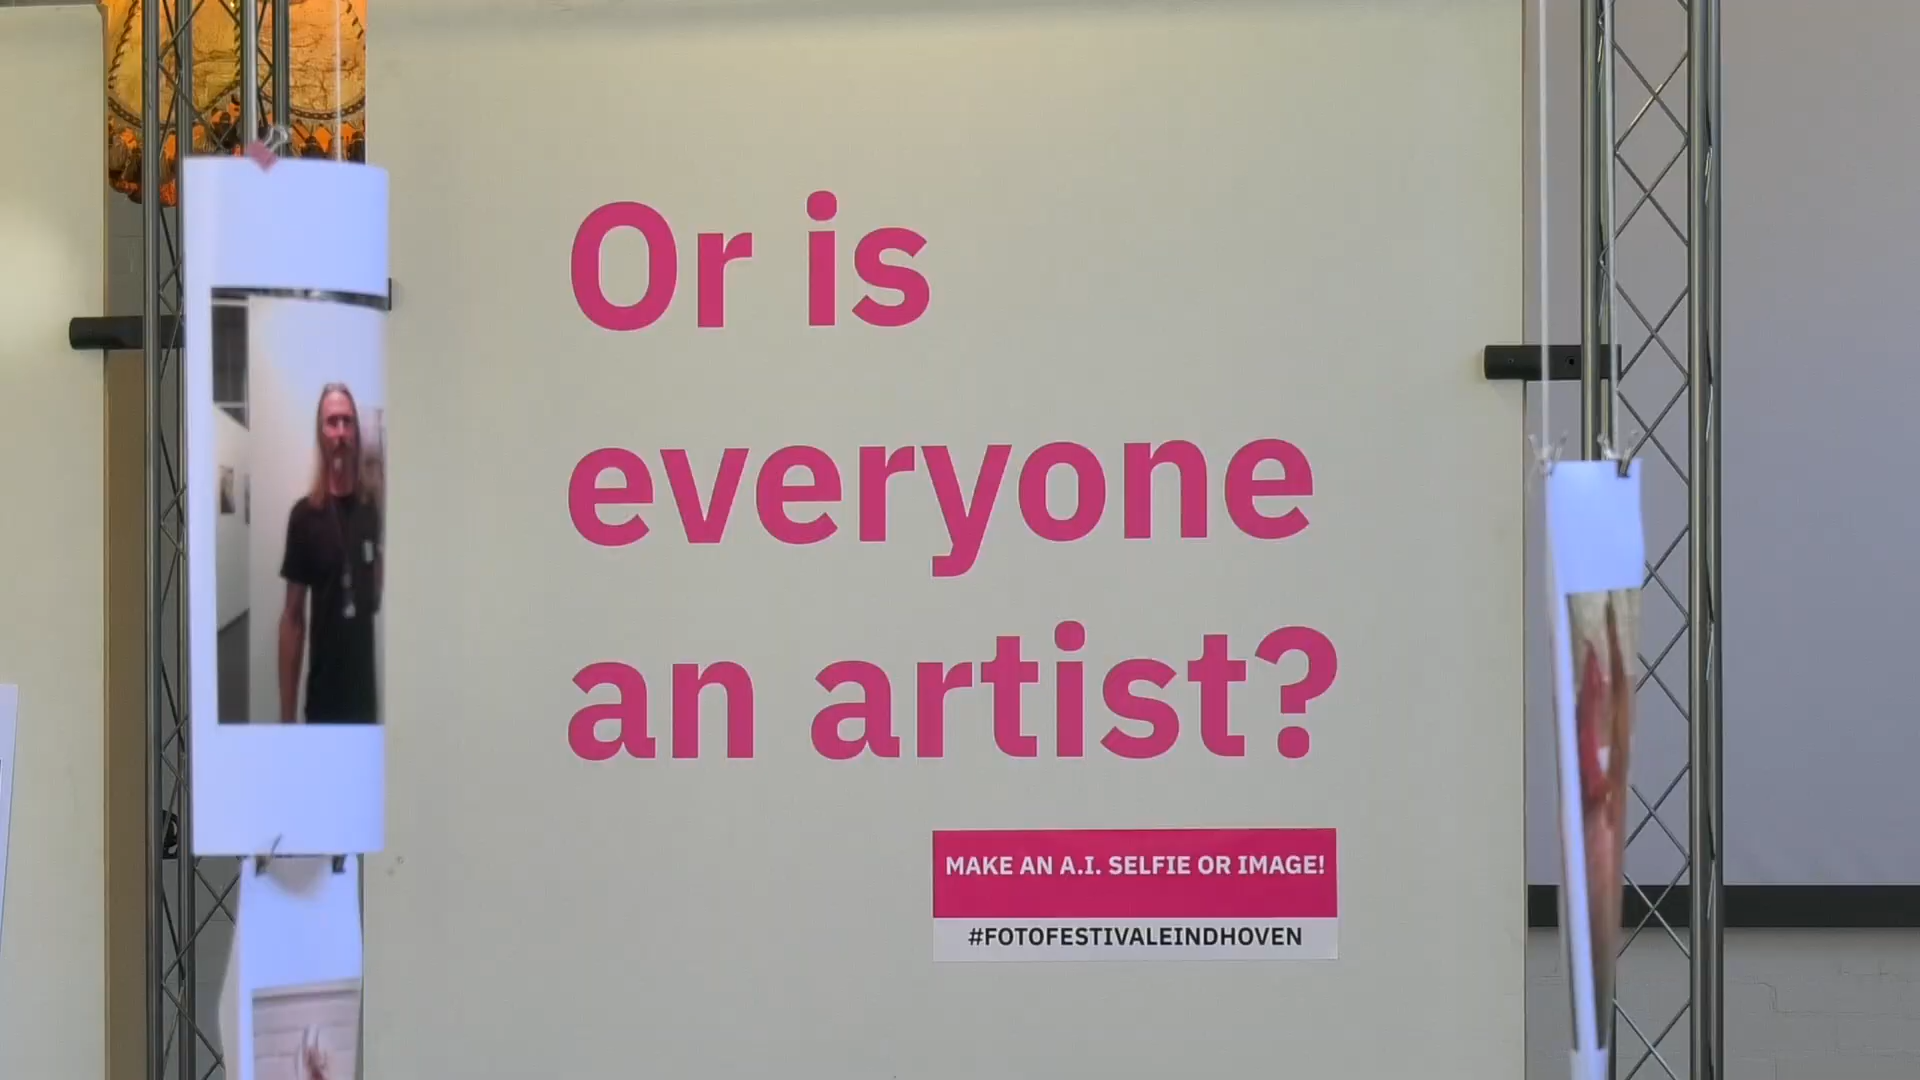 Or is
everyone
an artist?
MAKE AN A.I. SELFIE OR IMAGE!
#FOTOFESTIVALEINDHOVEN